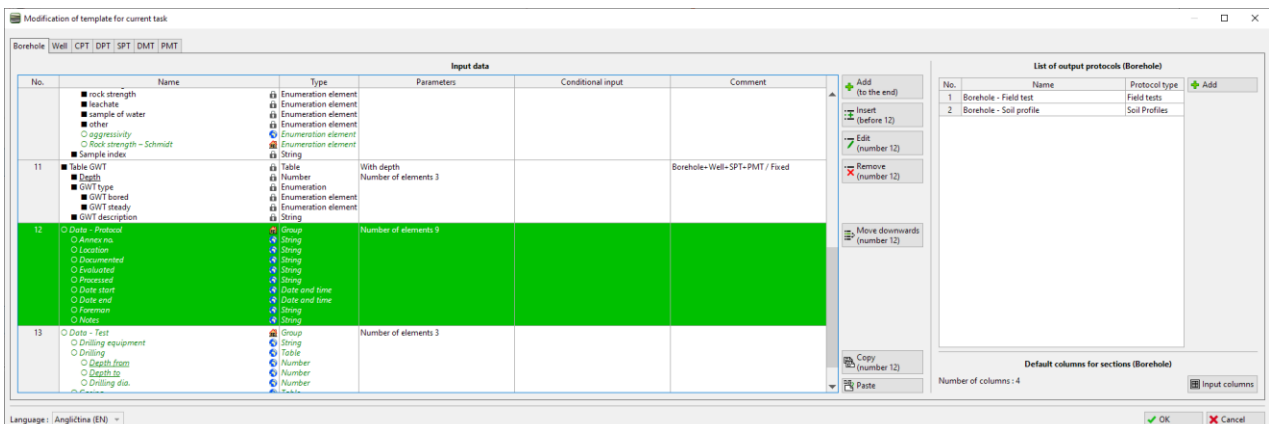 Modification of template for current task
Borehole Well CPT DPT SPT DMT PMT
Input data
No. Name Type Parameters Conditional input Comment
rock strength Enumeration element
leachate Enumeration element
sample of water Enumeration element
other Enumeration element
aggressivity Enumeration element
Rock strength – Schmidt Enumeration element
Sample index String
11 Table GWT Table With depth Borehole+Well+SPT+PMT / Fixed
Depth Number Number of elements 3
GWT type Enumeration
GWT bored Enumeration element
GWT steady Enumeration element
GWT description String
12 Data - Protocol Group Number of elements 9
Annex no. String
Location String
Documented String
Evaluated String
Processed String
Date start Date and time
Date end Date and time
Foreman String
Notes String
13 Data - Test Group Number of elements 3
Drilling equipment String
Drilling Table
Depth from Number
Depth to Number
Drilling dia. Number
Add
(to the end)
Insert
(before 12)
Edit
(number 12)
Remove
(number 12)
Move downwards
(number 12)
Copy
(number 12)
Paste
List of output protocols (Borehole)
No. Name Protocol type
1 Borehole - Field test Field tests
2 Borehole - Soil profile Soil Profiles
Add
Default columns for sections (Borehole)
Number of columns : 4
Input columns
Language : Angličtina (EN)
OK Cancel